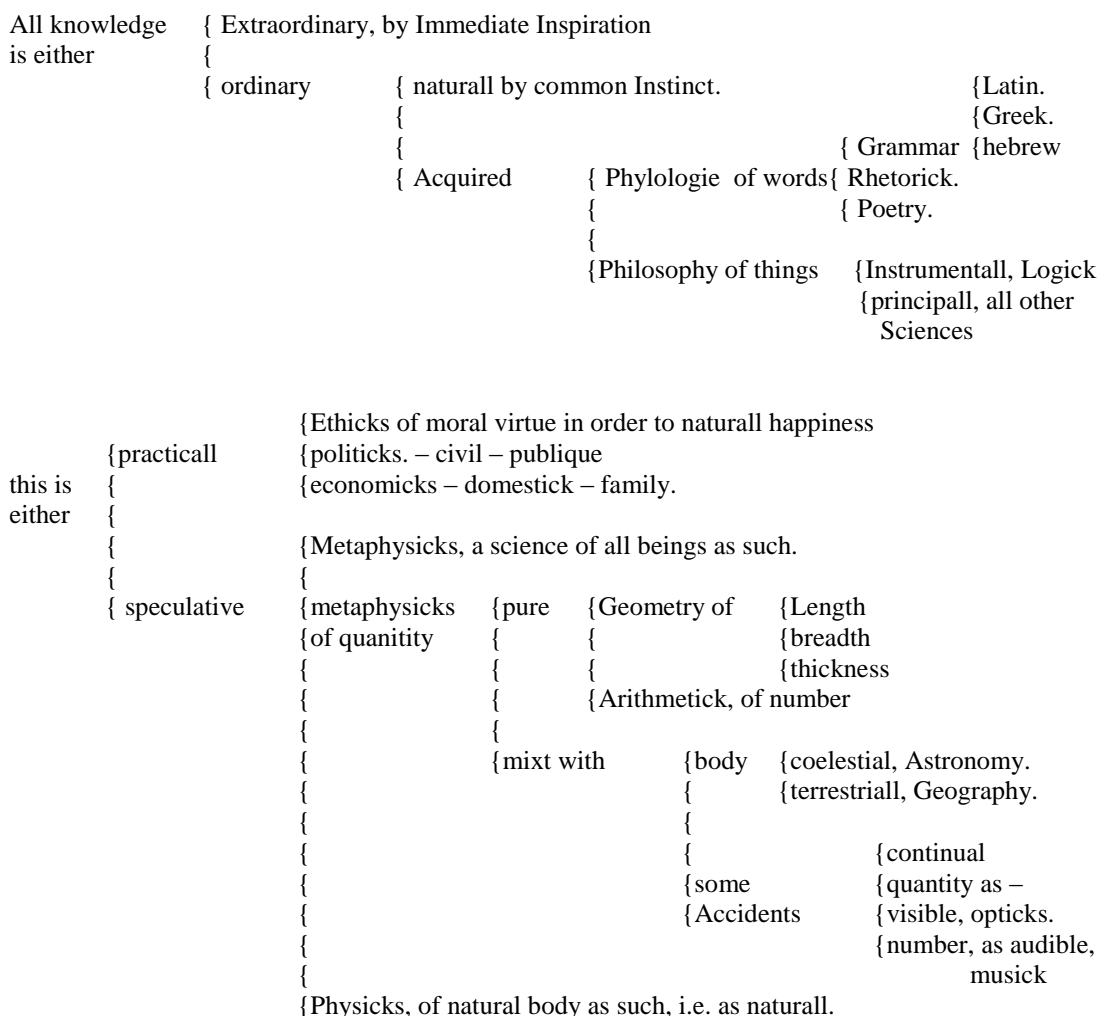 All knowledge { Extraordinary, by Immediate Inspiration
is either {
{ ordinary { naturall by common Instinct. {Latin.
{ {Greek.
{ { Grammar {hebrew
{ Acquired { Phylologie of words{ Rhetorick.
{ { Poetry.
{
{Philosophy of things {Instrumentall, Logick
{principall, all other
Sciences
{Ethicks of moral virtue in order to naturall happiness
{practicall {politicks. – civil – publique
this is { {economicks – domestick – family.
either {
{ {Metaphysicks, a science of all beings as such.
{ {
{ speculative {metaphysicks {pure {Geometry of {Length
{of quanitity { { {breadth
{ { { {thickness
{ { {Arithmetick, of number
{ {
{ {mixt with {body {coelestial, Astronomy.
{ { {terrestriall, Geography.
{ {
{ { {continual
{ {some {quantity as –
{ {Accidents {visible, opticks.
{ {number, as audible,
{ musick
{Physicks, of natural body as such, i.e. as naturall.